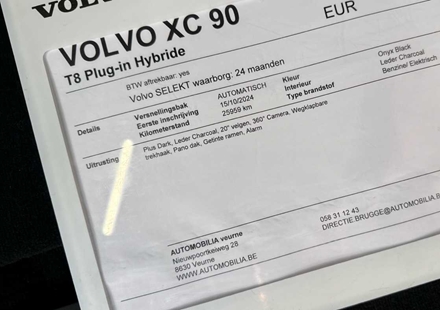 VOLVO
VOLVO XC 90
EUR
T8 Plug-in Hybride
BTW aftrekbaar: yes
Volvo SELEKT waarborg: 24 maanden
Details
Versnellingsbak AUTOMATISCH Kleur Onyx Black
Eerste inschrijving 15/10/2024 Interieur Leder Charcoal
Kilometerstand 25959 km Type brandstof Benzine/ Elektrisch
Uitrusting
Plus Dark, Leder Charcoal, 20" velgen, 360° Camera, Wegklapbare
trekhaak, Pano dak, Getinte ramen, Alarm
AUTOMOBILIA veurne
Nieuwpoortkeiweg 28 058 31 12 43
8630 Veurne DIRECTIE.BRUGGE@AUTOMOBILIA.B
WWW.AUTOMOBILIA.BE